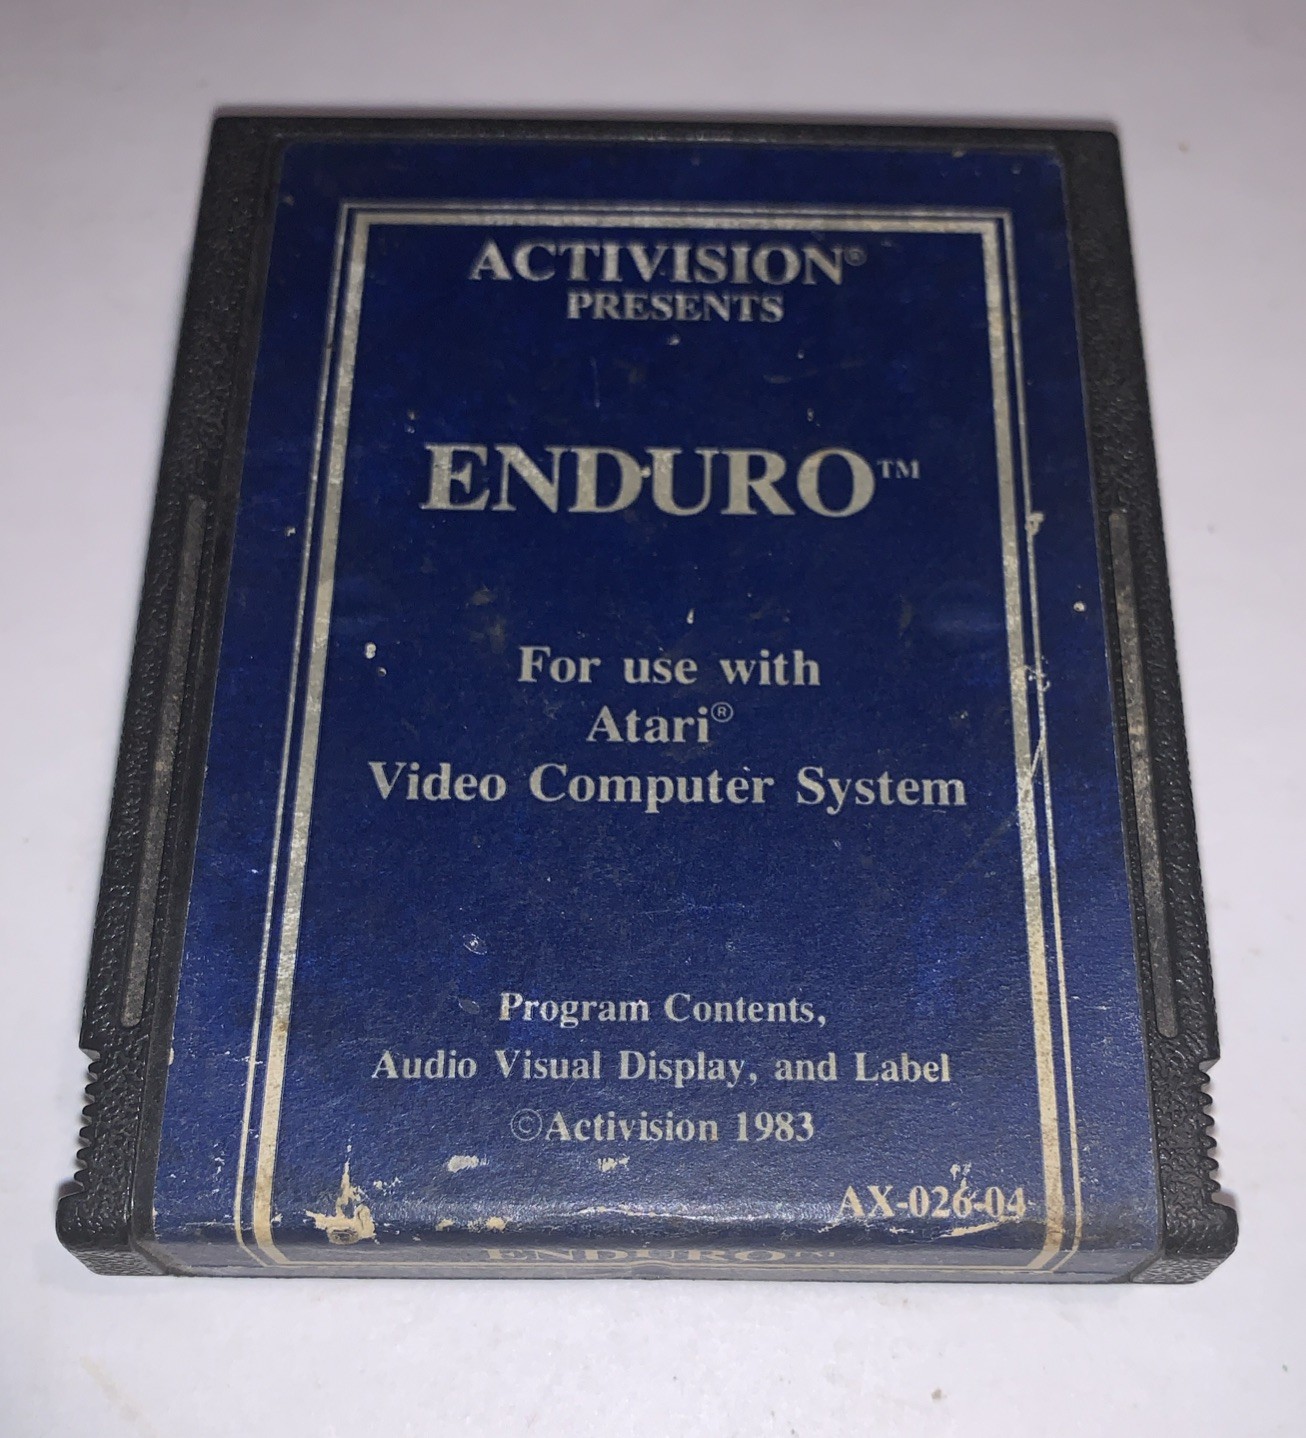 ACTIVISION®
PRESENTS
ENDURO™
For use with
Atari®
Video Computer System
Program Contents,
Audio Visual Display, and Label
©Activision 1983
AX-026-04
ENDURO™